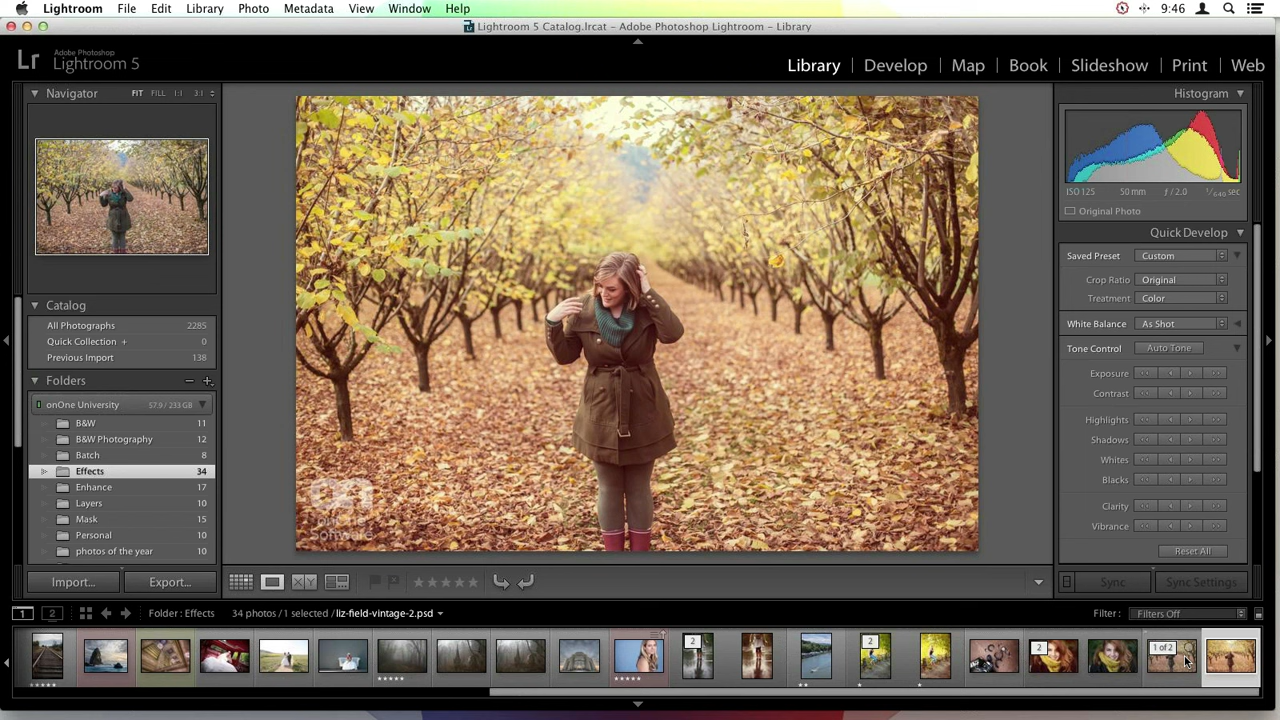 Lightroom File Edit Library Photo Metadata View Window Help 9:46
Lightroom 5 Catalog.lrcat – Adobe Photoshop Lightroom – Library
Lr Adobe Photoshop
Lightroom 5
Library Develop Map Book Slideshow Print Web
Navigator FIT FILL 1:1 3:1
Histogram
ISO 125 50 mm ƒ / 2.0 1/640 sec
Original Photo
Quick Develop
Saved Preset Custom
Crop Ratio Original
Treatment Color
White Balance As Shot
Tone Control Auto Tone
Exposure
Contrast
Highlights
Shadows
Whites
Blacks
Clarity
Vibrance
Reset All
Catalog
All Photographs 2285
Quick Collection + 0
Previous Import 138
Folders
onOne University 57.9 / 233 GB
B&W 11
B&W Photography 12
Batch 8
Effects 34
Enhance 17
Layers 10
Mask 15
Personal 10
photos of the year 10
onOne
Software
Import... Export...
XY
Sync Sync Settings
1 2 Folder : Effects 34 photos / 1 selected / liz-field-vintage-2.psd Filter : Filters Off
2 2 2 1 of 2